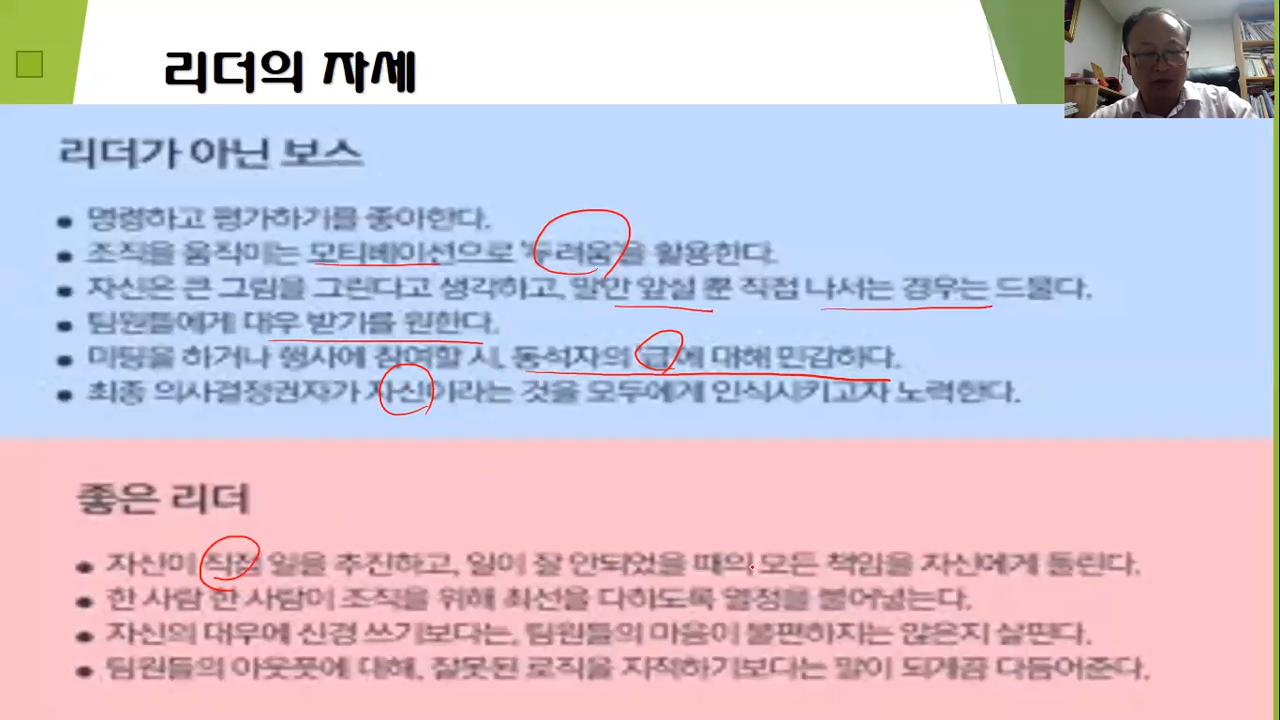 리더의 자세
리더가 아닌 보스
명령하고 평가하기를 좋아한다.
조직을 움직이는 모티베이션으로 '두려움'을 활용한다.
자신은 큰 그림을 그린다고 생각하고, 말만 앞설 뿐 직접 나서는 경우는 드물다.
팀원들에게 대우 받기를 원한다.
미팅을 하거나 행사에 참여할 시, 동석자의 '급'에 대해 민감하다.
최종 의사결정권자가 자신이라는 것을 모두에게 인식시키고자 노력한다.
좋은 리더
자신이 직접 일을 추진하고, 일이 잘 안되었을 때의 모든 책임을 자신에게 돌린다.
한 사람 한 사람이 조직을 위해 최선을 다하도록 열정을 불어넣는다.
자신의 대우에 신경 쓰기보다는, 팀원들의 마음이 불편하지는 않은지 살핀다.
팀원들의 아웃풋에 대해, 잘못된 로직을 지적하기보다는 말이 되게끔 다듬어준다.